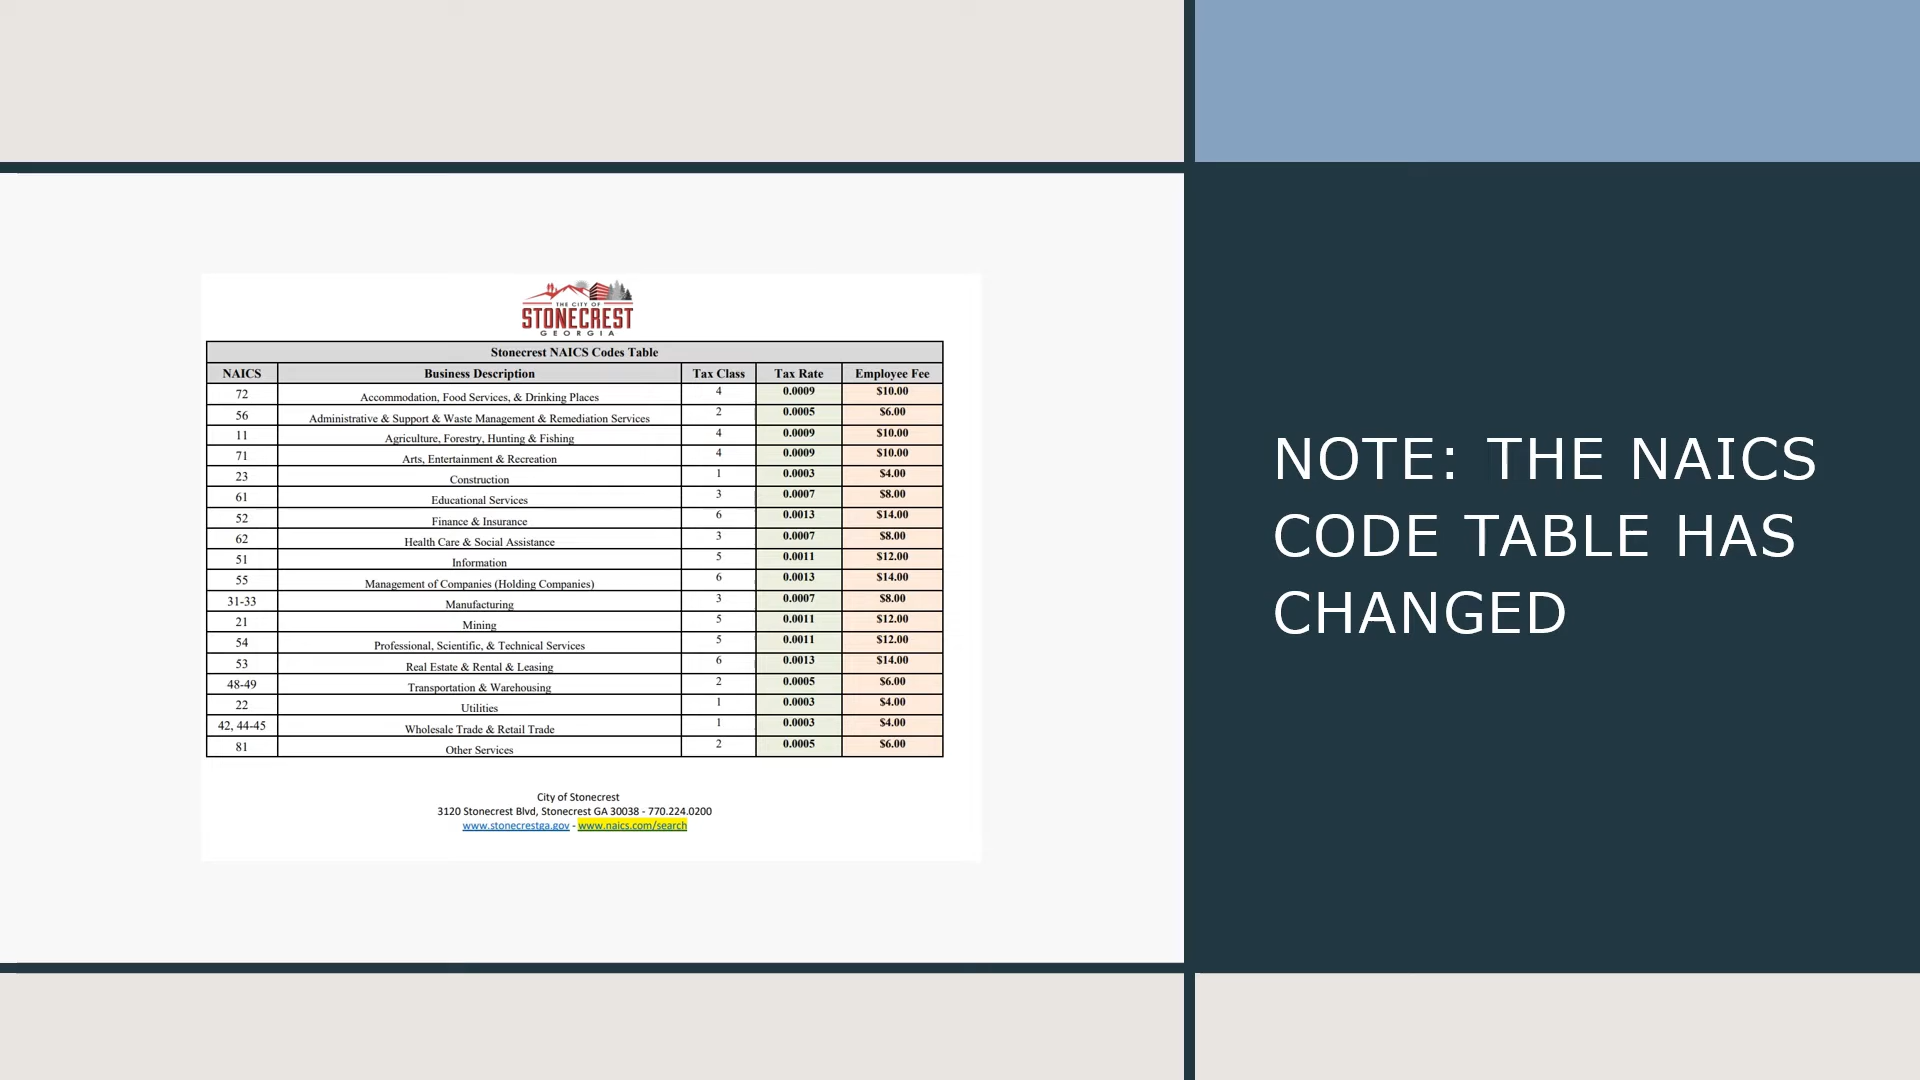 THE CITY OF
STONECREST
GEORGIA
Stonecrest NAICS Codes Table
NAICS Business Description Tax Class Tax Rate Employee Fee
72 Accommodation, Food Services, & Drinking Places 4 0.0009 $10.00
56 Administrative & Support & Waste Management & Remediation Services 2 0.0005 $6.00
11 Agriculture, Forestry, Hunting & Fishing 4 0.0009 $10.00
71 Arts, Entertainment & Recreation 4 0.0009 $10.00
23 Construction 1 0.0003 $4.00
61 Educational Services 3 0.0007 $8.00
52 Finance & Insurance 6 0.0013 $14.00
62 Health Care & Social Assistance 3 0.0007 $8.00
51 Information 5 0.0011 $12.00
55 Management of Companies (Holding Companies) 6 0.0013 $14.00
31-33 Manufacturing 3 0.0007 $8.00
21 Mining 5 0.0011 $12.00
54 Professional, Scientific, & Technical Services 5 0.0011 $12.00
53 Real Estate & Rental & Leasing 6 0.0013 $14.00
48-49 Transportation & Warehousing 2 0.0005 $6.00
22 Utilities 1 0.0003 $4.00
42, 44-45 Wholesale Trade & Retail Trade 1 0.0003 $4.00
81 Other Services 2 0.0005 $6.00
City of Stonecrest
3120 Stonecrest Blvd, Stonecrest GA 30038 - 770.224.0200
www.stonecrestga.gov - www.naics.com/search
NOTE: THE NAICS
CODE TABLE HAS
CHANGED